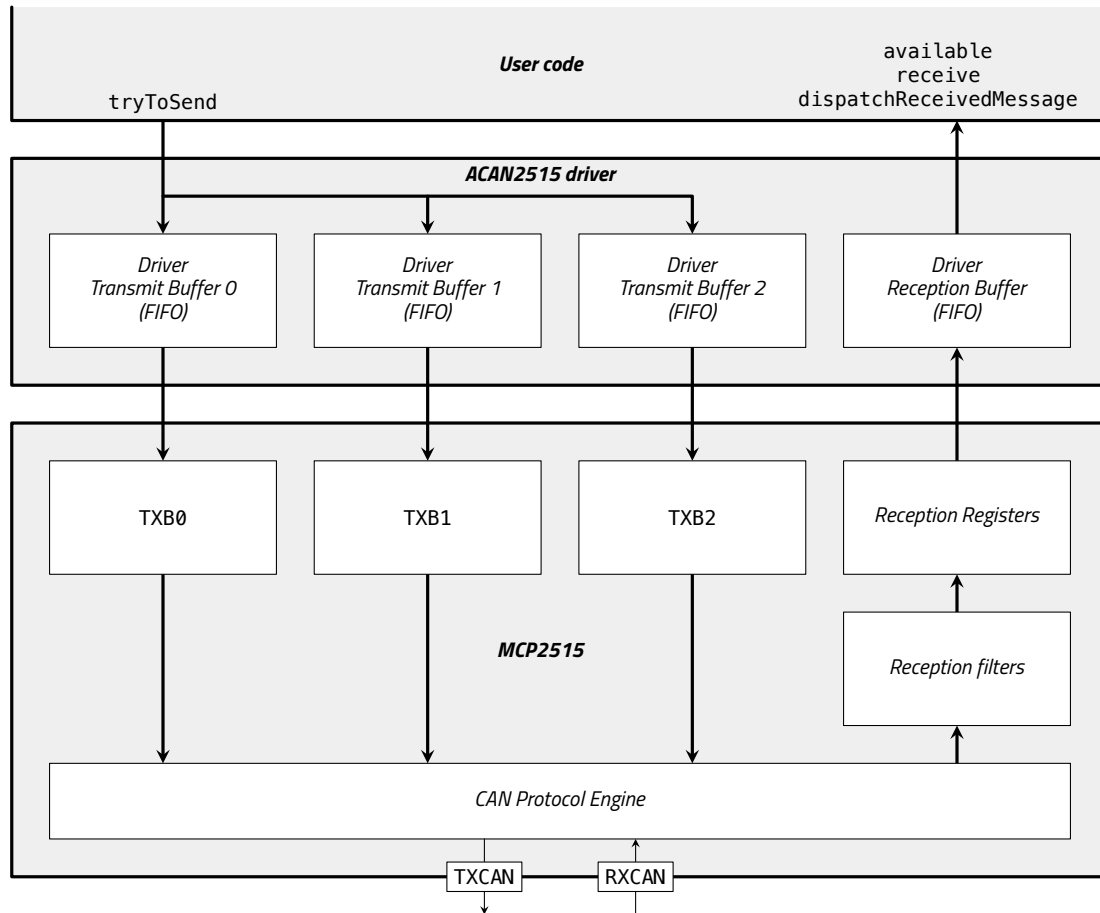 User code
tryToSend
available
receive
dispatchReceivedMessage
ACAN2515 driver
Driver
Transmit Buffer 0
(FIFO)
Driver
Transmit Buffer 1
(FIFO)
Driver
Transmit Buffer 2
(FIFO)
Driver
Reception Buffer
(FIFO)
TXB0
TXB1
TXB2
Reception Registers
MCP2515
Reception filters
CAN Protocol Engine
TXCAN
RXCAN